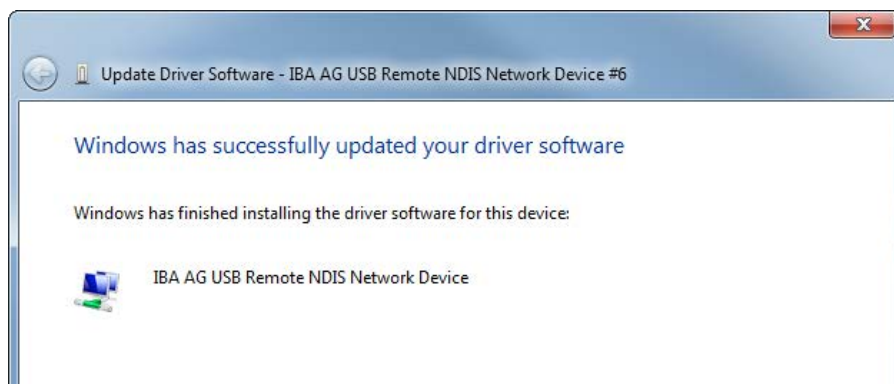 Update Driver Software - IBA AG USB Remote NDIS Network Device #6
Windows has successfully updated your driver software
Windows has finished installing the driver software for this device:
IBA AG USB Remote NDIS Network Device